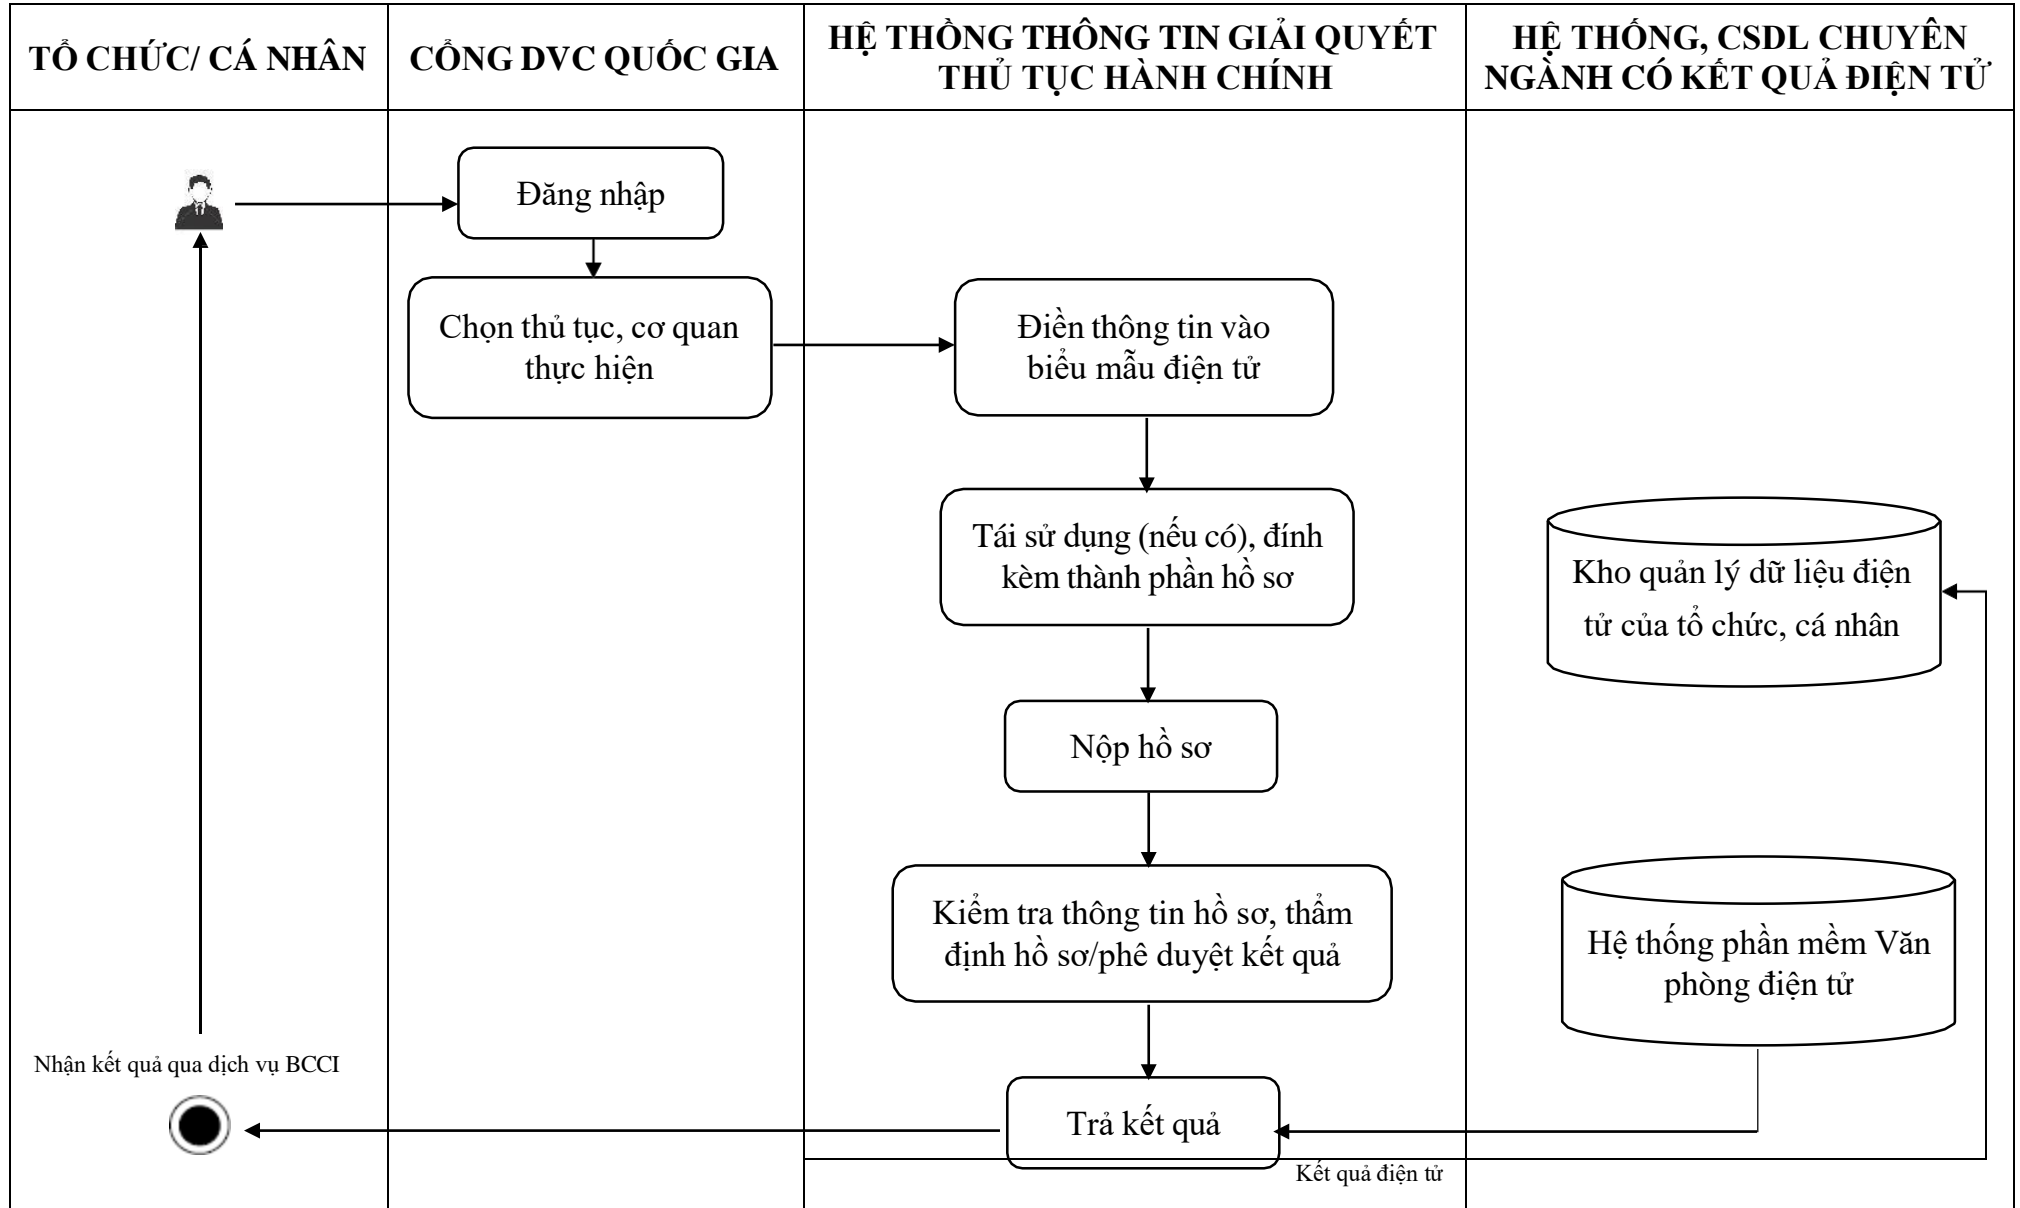 TỔ CHỨC/ CÁ NHÂN
CỔNG DVC QUỐC GIA
HỆ THỒNG THÔNG TIN GIẢI QUYẾT
THỦ TỤC HÀNH CHÍNH
HỆ THỐNG, CSDL CHUYÊN
NGÀNH CÓ KẾT QUẢ ĐIỆN TỬ
Đăng nhập
Chọn thủ tục, cơ quan
thực hiện
Điền thông tin vào
biểu mẫu điện tử
Tái sử dụng (nếu có), đính
kèm thành phần hồ sơ
Kho quản lý dữ liệu điện
tử của tổ chức, cá nhân
Nộp hồ sơ
Kiểm tra thông tin hồ sơ, thẩm
định hồ sơ/phê duyệt kết quả
Hệ thống phần mềm Văn
phòng điện tử
Nhận kết quả qua dịch vụ BCCI
Trả kết quả
Kết quả điện tử